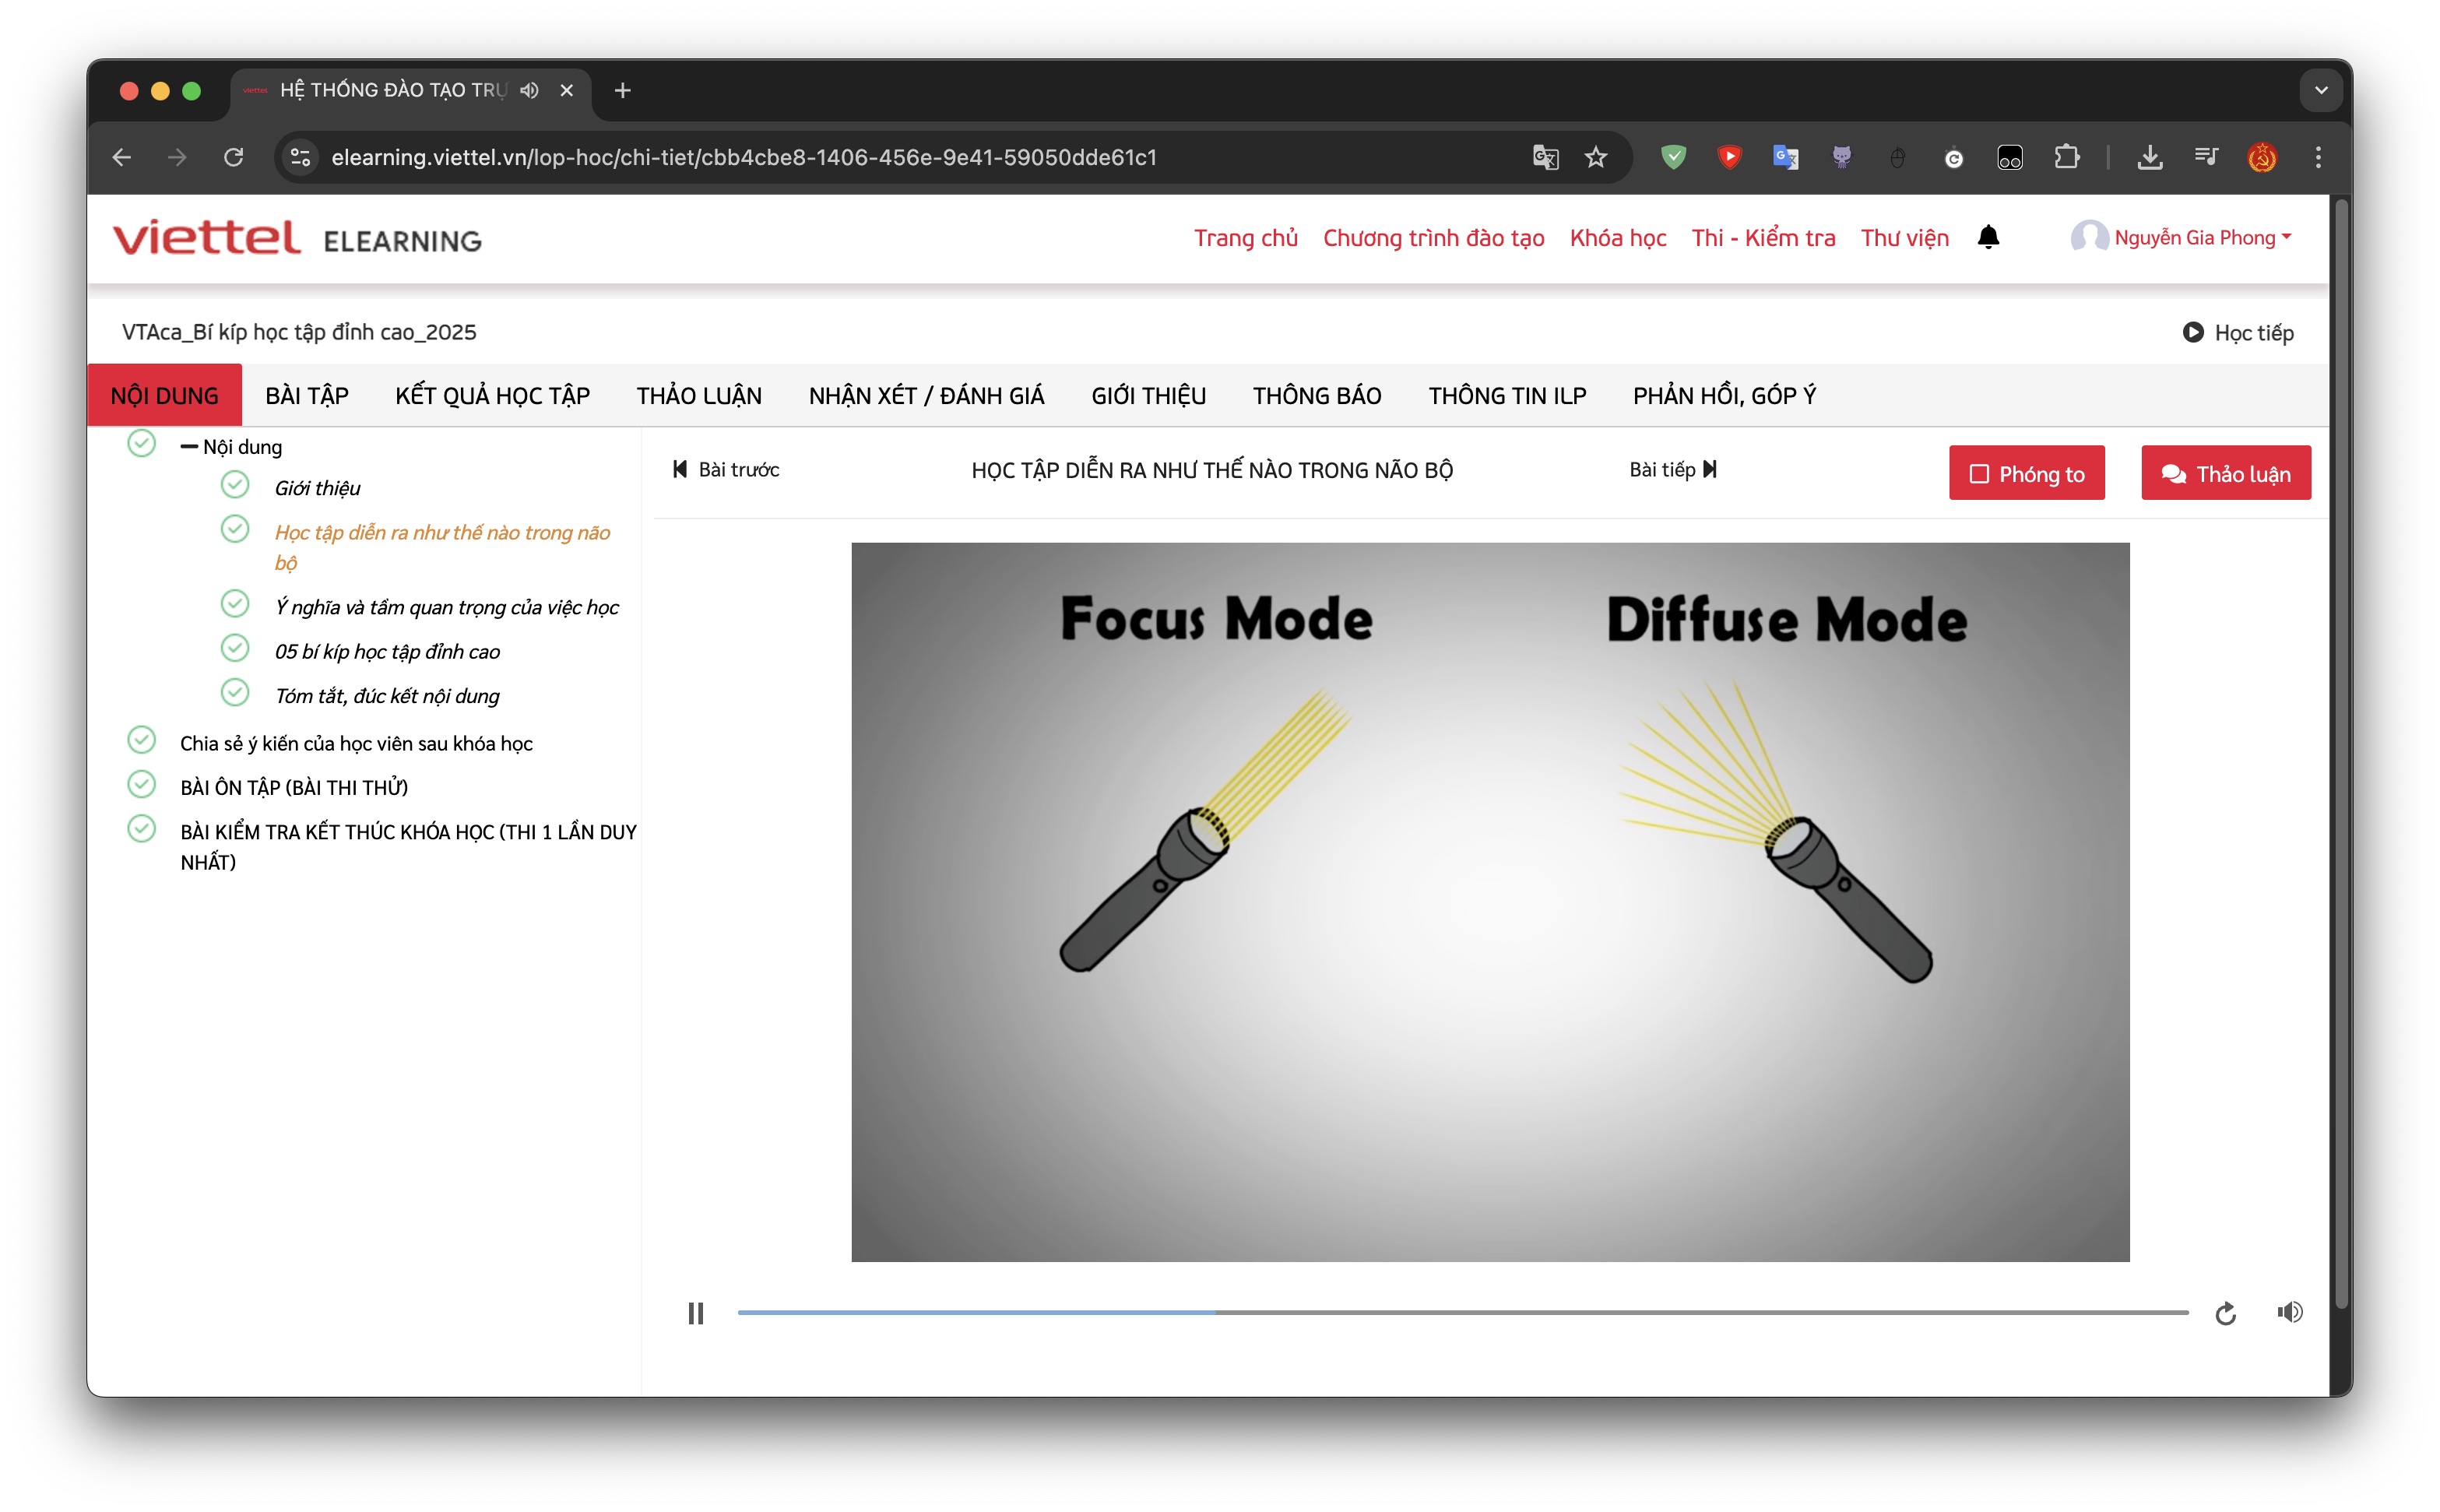 viettel HỆ THỐNG ĐÀO TẠO TRỰ
elearning.viettel.vn/lop-hoc/chi-tiet/cbb4cbe8-1406-456e-9e41-59050dde61c1
viettel ELEARNING
Trang chủ Chương trình đào tạo Khóa học Thi - Kiểm tra Thư viện Nguyễn Gia Phong
VTAca_Bí kíp học tập đỉnh cao_2025
Học tiếp
NỘI DUNG BÀI TẬP KẾT QUẢ HỌC TẬP THẢO LUẬN NHẬN XÉT / ĐÁNH GIÁ GIỚI THIỆU THÔNG BÁO THÔNG TIN ILP PHẢN HỒI, GÓP Ý
Nội dung
Giới thiệu
Học tập diễn ra như thế nào trong não
bộ
Ý nghĩa và tầm quan trọng của việc học
05 bí kíp học tập đỉnh cao
Tóm tắt, đúc kết nội dung
Chia sẻ ý kiến của học viên sau khóa học
BÀI ÔN TẬP (BÀI THI THỬ)
BÀI KIỂM TRA KẾT THÚC KHÓA HỌC (THI 1 LẦN DUY
NHẤT)
Bài trước
HỌC TẬP DIỄN RA NHƯ THẾ NÀO TRONG NÃO BỘ
Bài tiếp
Phóng to
Thảo luận
Focus Mode
Diffuse Mode